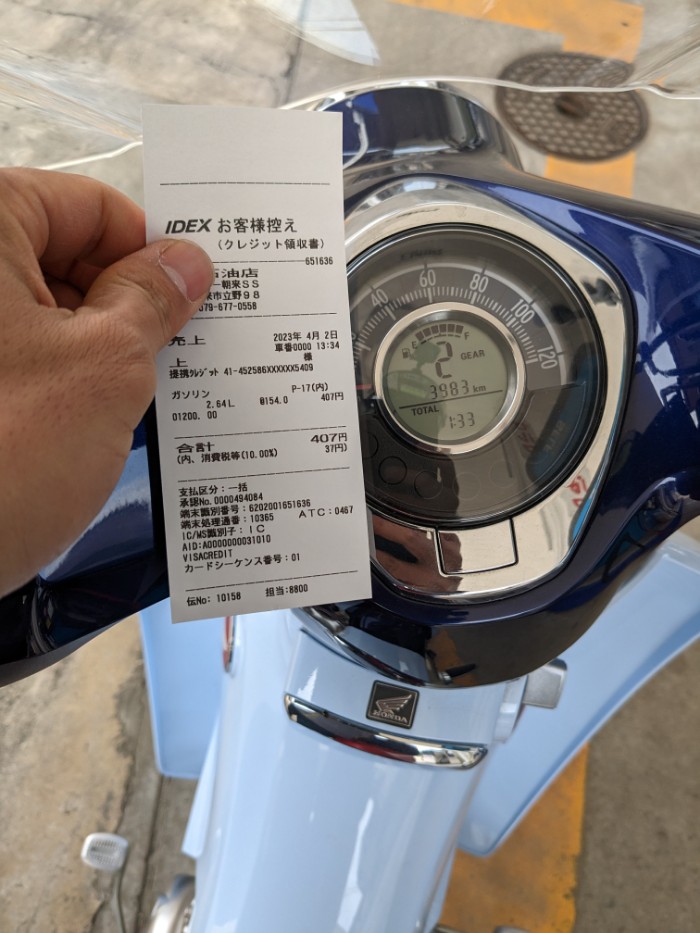 IDEX お客様控え
(クレジット領収書)
651636
石油店
朝来SS
市立野98
079-677-0558
売上
2023年 4月 2日
車番0000 13:34
上 様
提携クレジット 41-452586XXXXXX5409
ガソリン P-17(内)
2.64L @154.0 407円
01200. 00
合計 407円
(内、消費税等(10.00%) 37円)
支払区分:一括
承認No.0000494084
端末識別番号:6202001651636
端末処理通番:10365 ATC:0467
IC/MS識別子:IC
AID:A0000000031010
VISACREDIT
カードシーケンス番号:01
伝No: 10158 担当:8800
40 60 80 100 120
F
2 GEAR
3983 km
TOTAL
1:33
HONDA